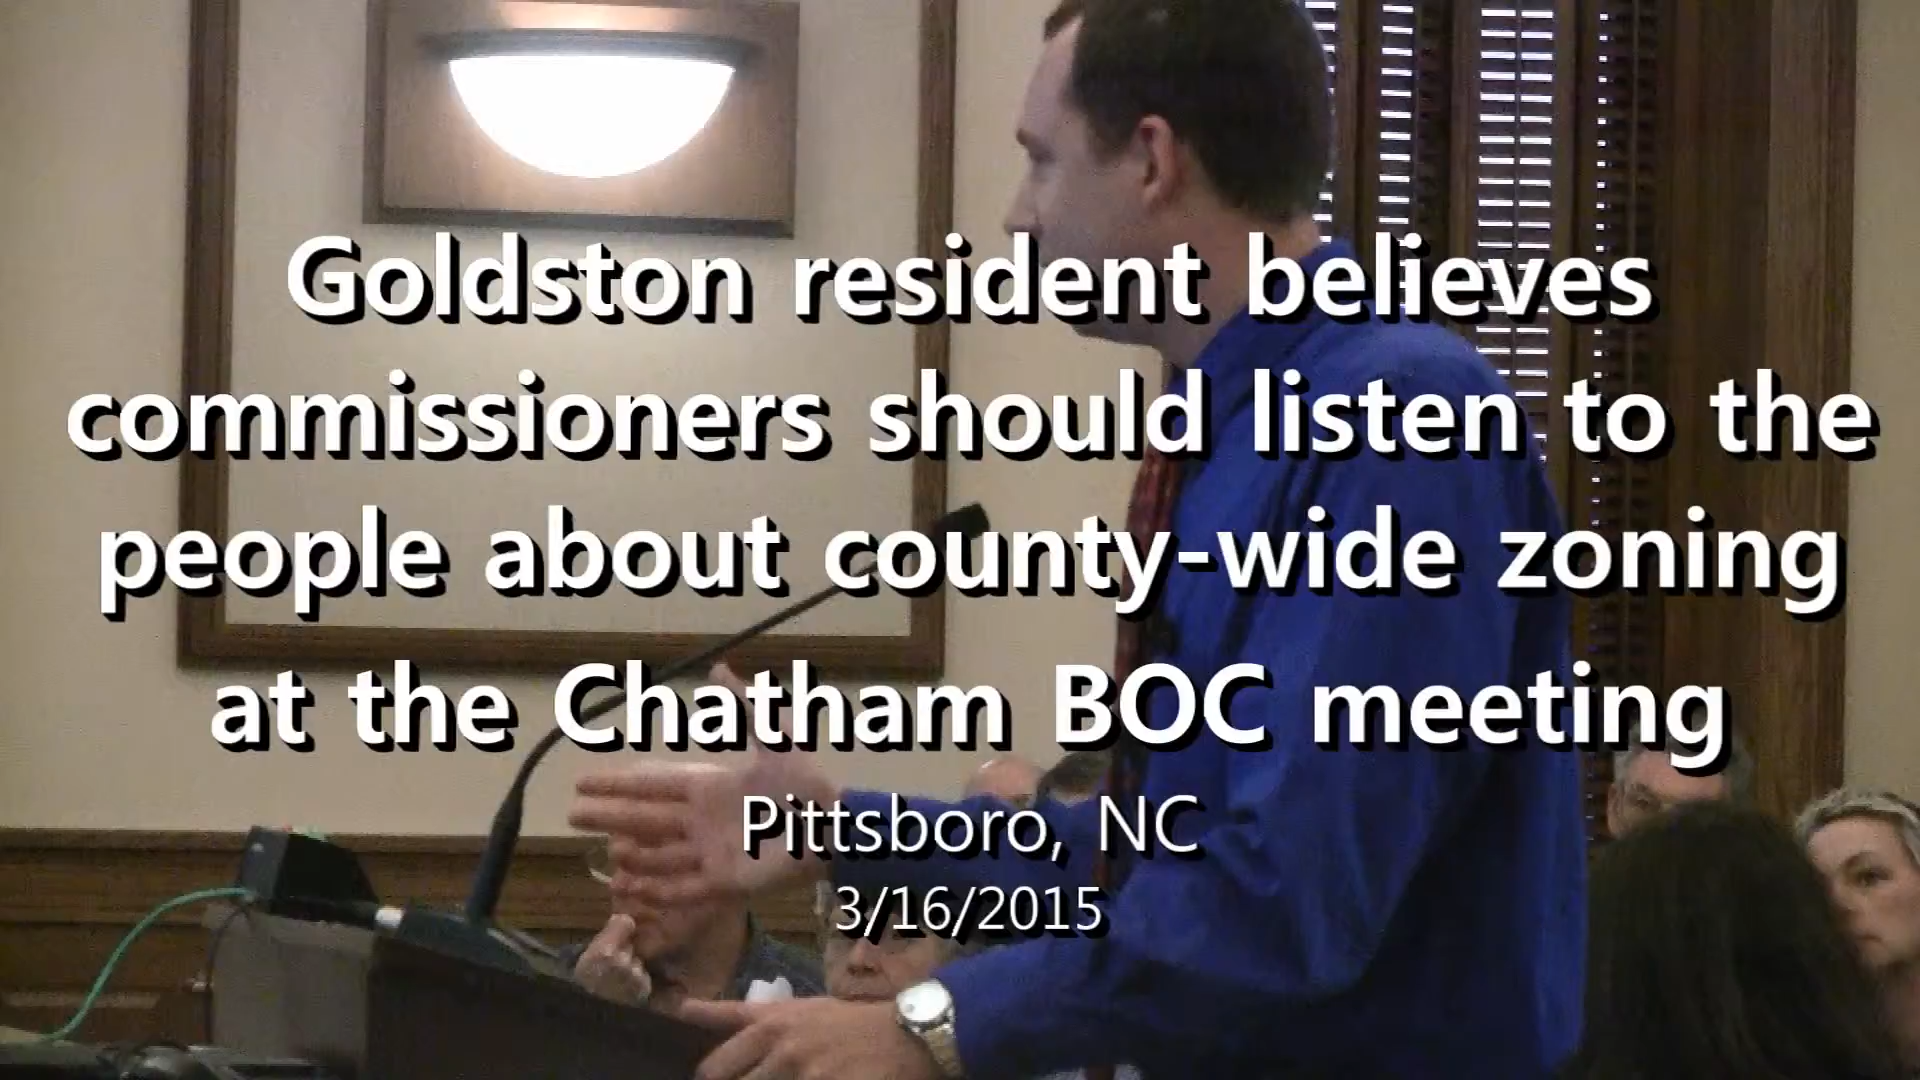 Goldston resident believes
commissioners should listen to the
people about county-wide zoning
at the Chatham BOC meeting
Pittsboro, NC
3/16/2015